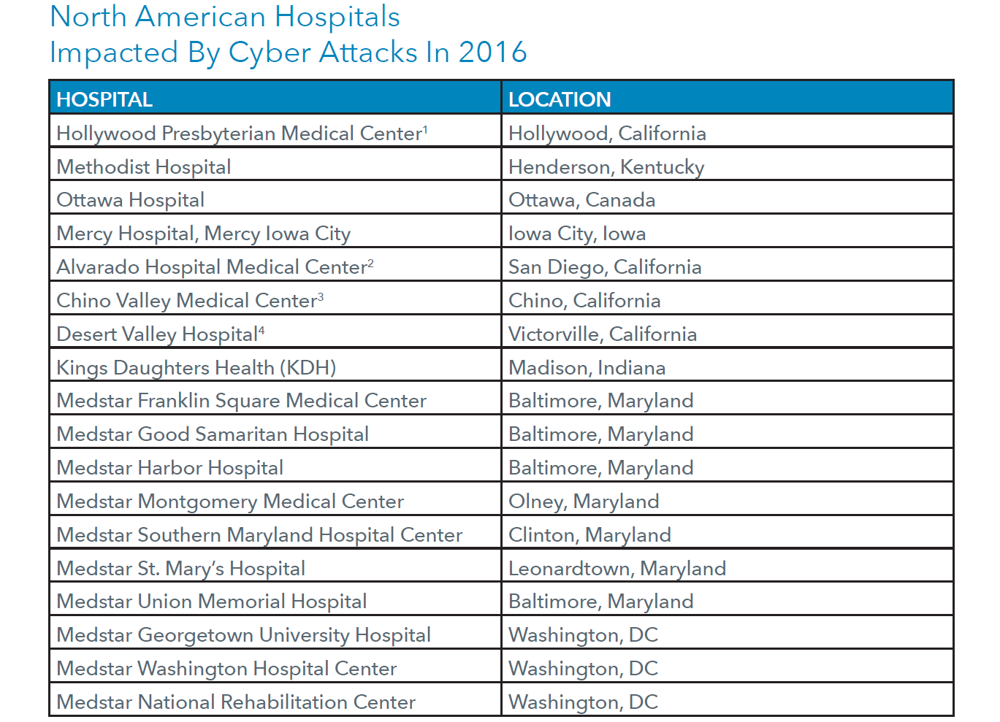 North American Hospitals
Impacted By Cyber Attacks In 2016
HOSPITAL LOCATION
Hollywood Presbyterian Medical Center¹ Hollywood, California
Methodist Hospital Henderson, Kentucky
Ottawa Hospital Ottawa, Canada
Mercy Hospital, Mercy Iowa City Iowa City, Iowa
Alvarado Hospital Medical Center² San Diego, California
Chino Valley Medical Center³ Chino, California
Desert Valley Hospital⁴ Victorville, California
Kings Daughters Health (KDH) Madison, Indiana
Medstar Franklin Square Medical Center Baltimore, Maryland
Medstar Good Samaritan Hospital Baltimore, Maryland
Medstar Harbor Hospital Baltimore, Maryland
Medstar Montgomery Medical Center Olney, Maryland
Medstar Southern Maryland Hospital Center Clinton, Maryland
Medstar St. Mary’s Hospital Leonardtown, Maryland
Medstar Union Memorial Hospital Baltimore, Maryland
Medstar Georgetown University Hospital Washington, DC
Medstar Washington Hospital Center Washington, DC
Medstar National Rehabilitation Center Washington, DC